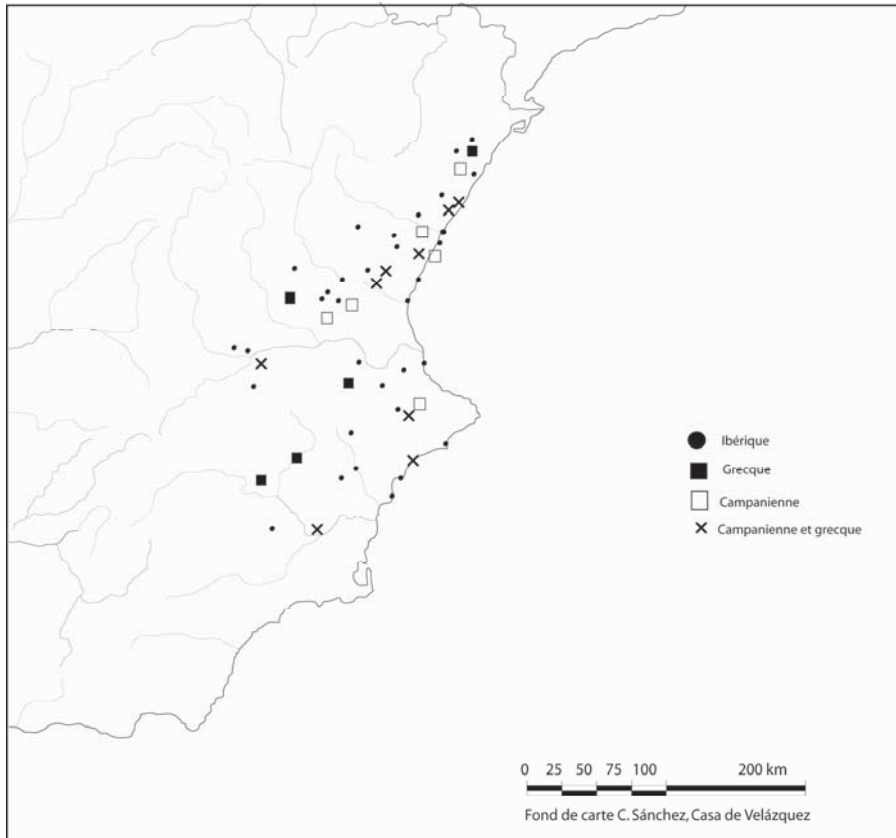 Ibérique
Grecque
Campanienne
Campanienne et grecque
0 25 50 75 100 200 km
Fond de carte C. Sánchez, Casa de Velázquez